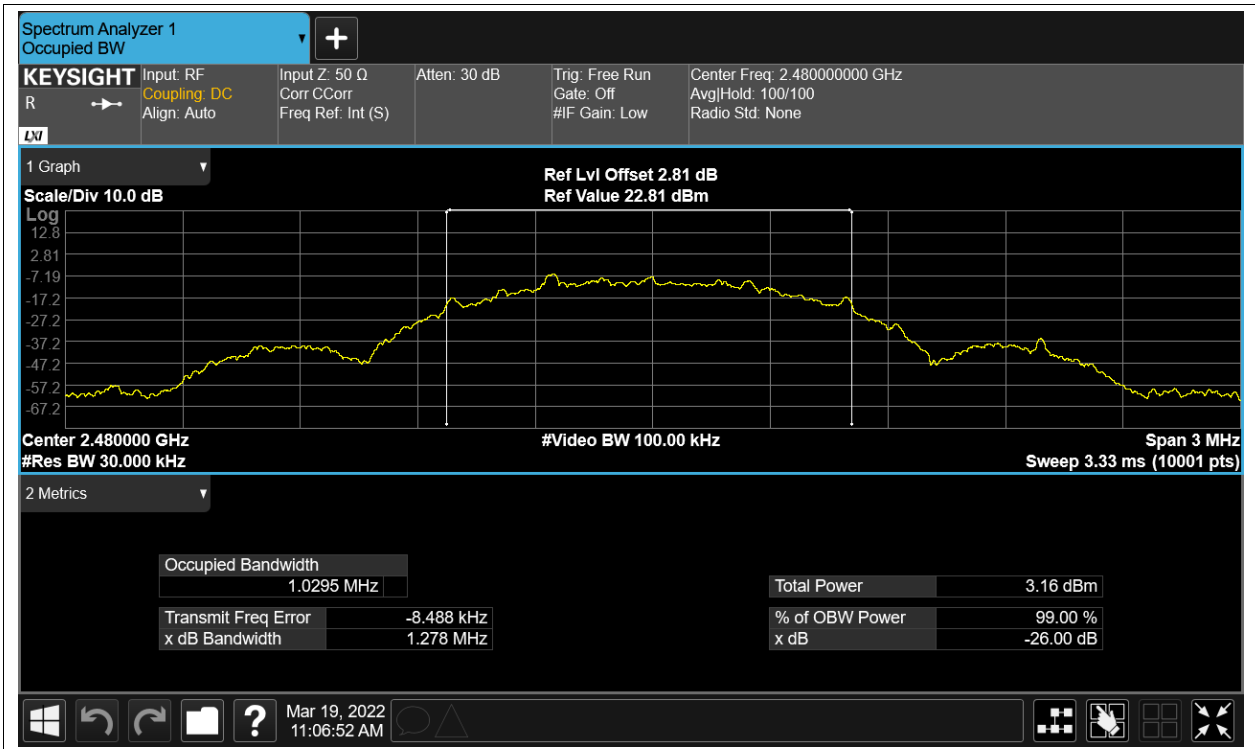 Spectrum Analyzer 1
Occupied BW
KEYSIGHT
R
LXI
Input: RF
Coupling: DC
Align: Auto
Input Z: 50 Ω
Corr CCorr
Freq Ref: Int (S)
Atten: 30 dB
Trig: Free Run
Gate: Off
#IF Gain: Low
Center Freq: 2.480000000 GHz
Avg|Hold: 100/100
Radio Std: None
1 Graph
Scale/Div 10.0 dB
Ref Lvl Offset 2.81 dB
Ref Value 22.81 dBm
Log
12.8
2.81
-7.19
-17.2
-27.2
-37.2
-47.2
-57.2
-67.2
Center 2.480000 GHz
#Res BW 30.000 kHz
#Video BW 100.00 kHz
Span 3 MHz
Sweep 3.33 ms (10001 pts)
2 Metrics
Occupied Bandwidth
1.0295 MHz
Transmit Freq Error -8.488 kHz
x dB Bandwidth 1.278 MHz
Total Power 3.16 dBm
% of OBW Power 99.00 %
x dB -26.00 dB
?
Mar 19, 2022
11:06:52 AM